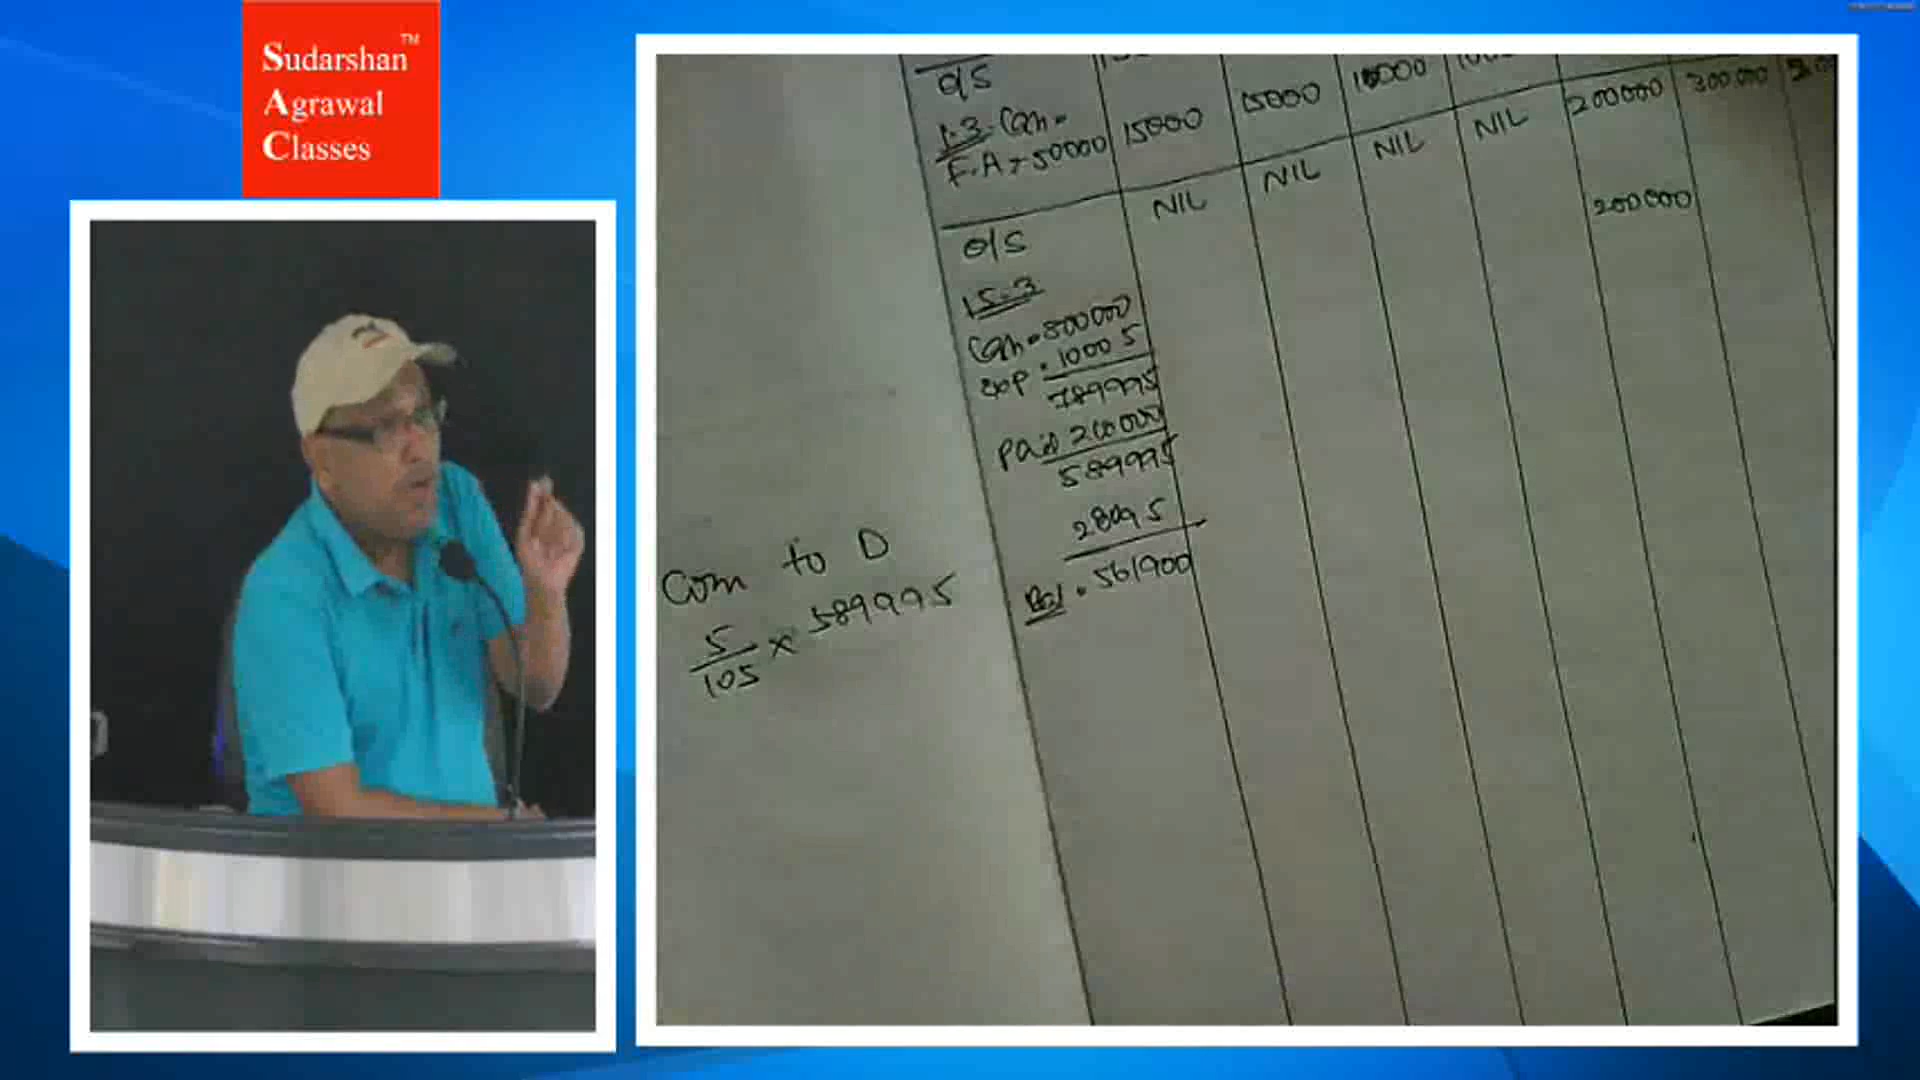 Sudarshan™
Agrawal
Classes
O/S
15000 15000 10000 200000 300000
1-3 Cash =
F.A > 50000
O/S NIL NIL NIL NIL 200000
15-3
Cash = 800000
Exp. 10005
789995
Paid 200000
589995
28095
Bal. 561900
Com to D
5/105 × 589995